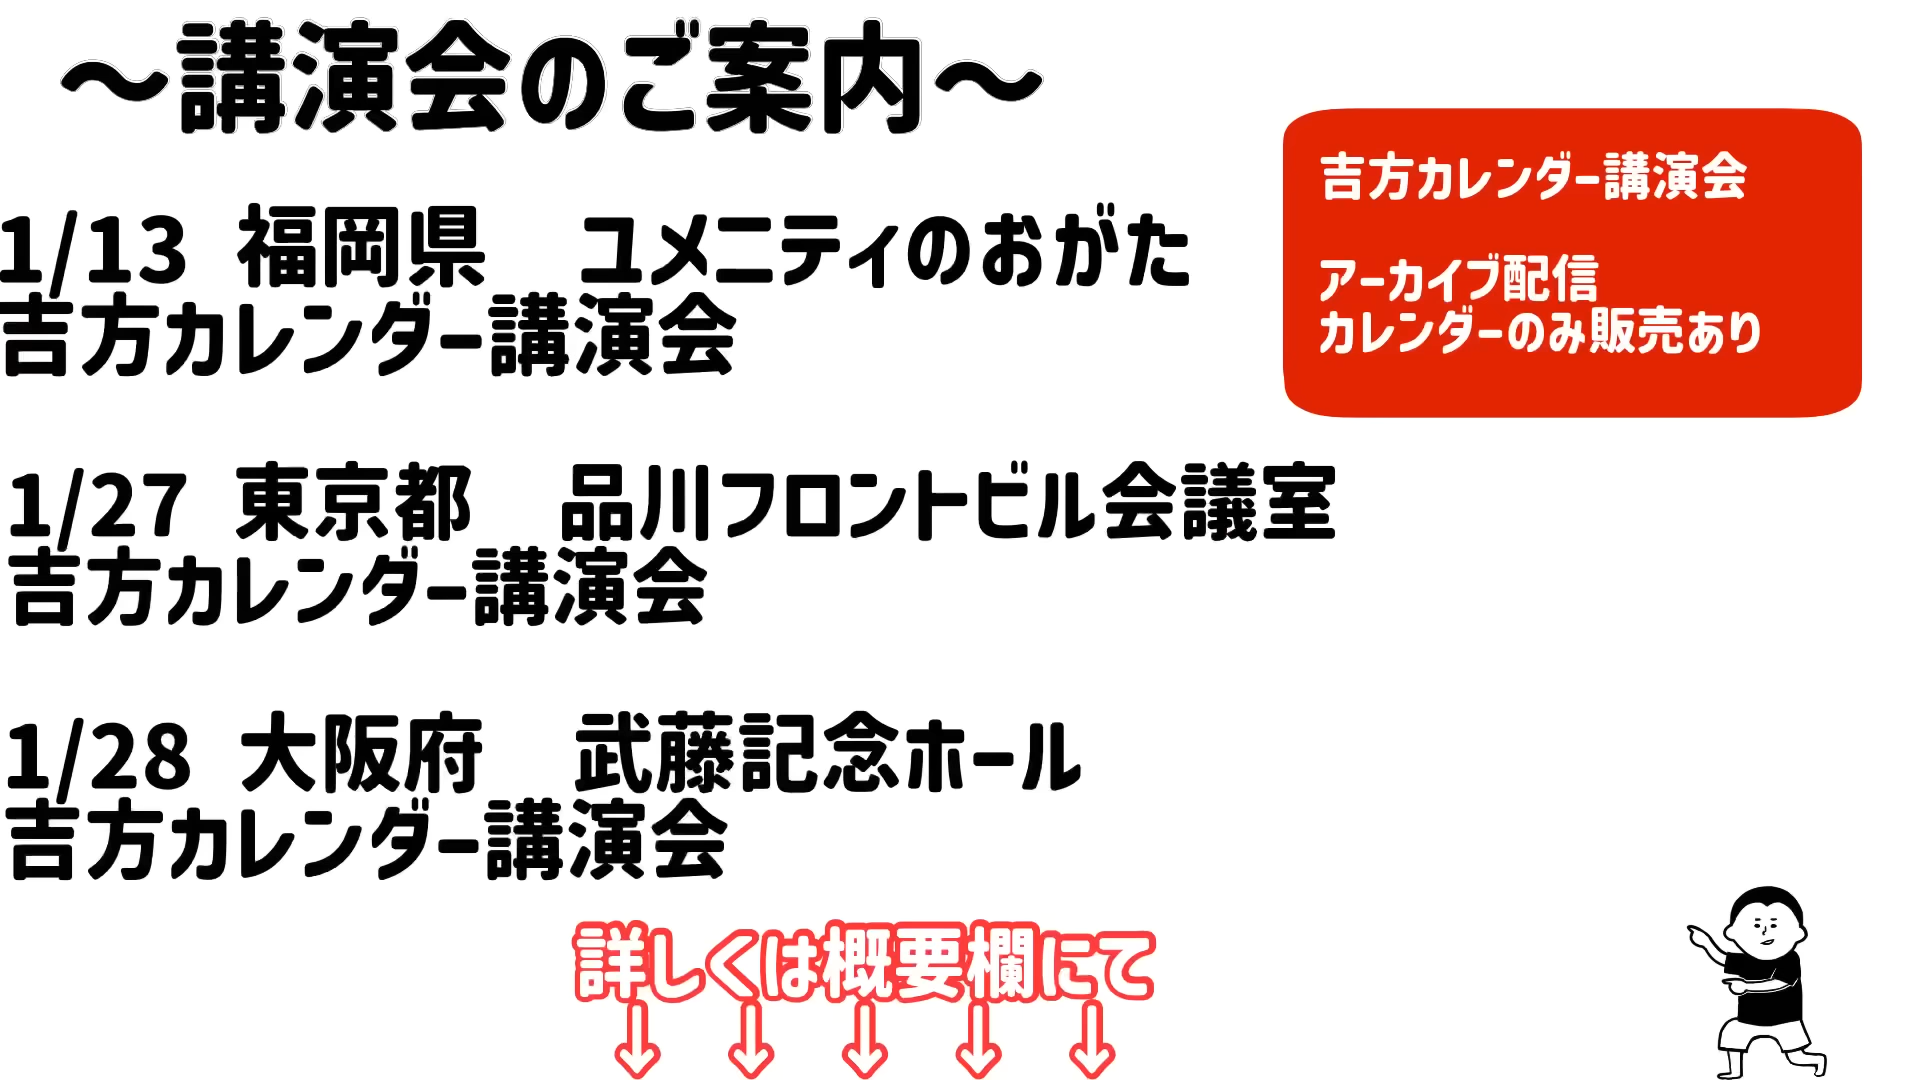 ～講演会のご案内～
1/13 福岡県　ユメニティのおがた
吉方カレンダー講演会
1/27 東京都　品川フロントビル会議室
吉方カレンダー講演会
1/28 大阪府　武藤記念ホール
吉方カレンダー講演会
吉方カレンダー講演会
アーカイブ配信
カレンダーのみ販売あり
詳しくは概要欄にて